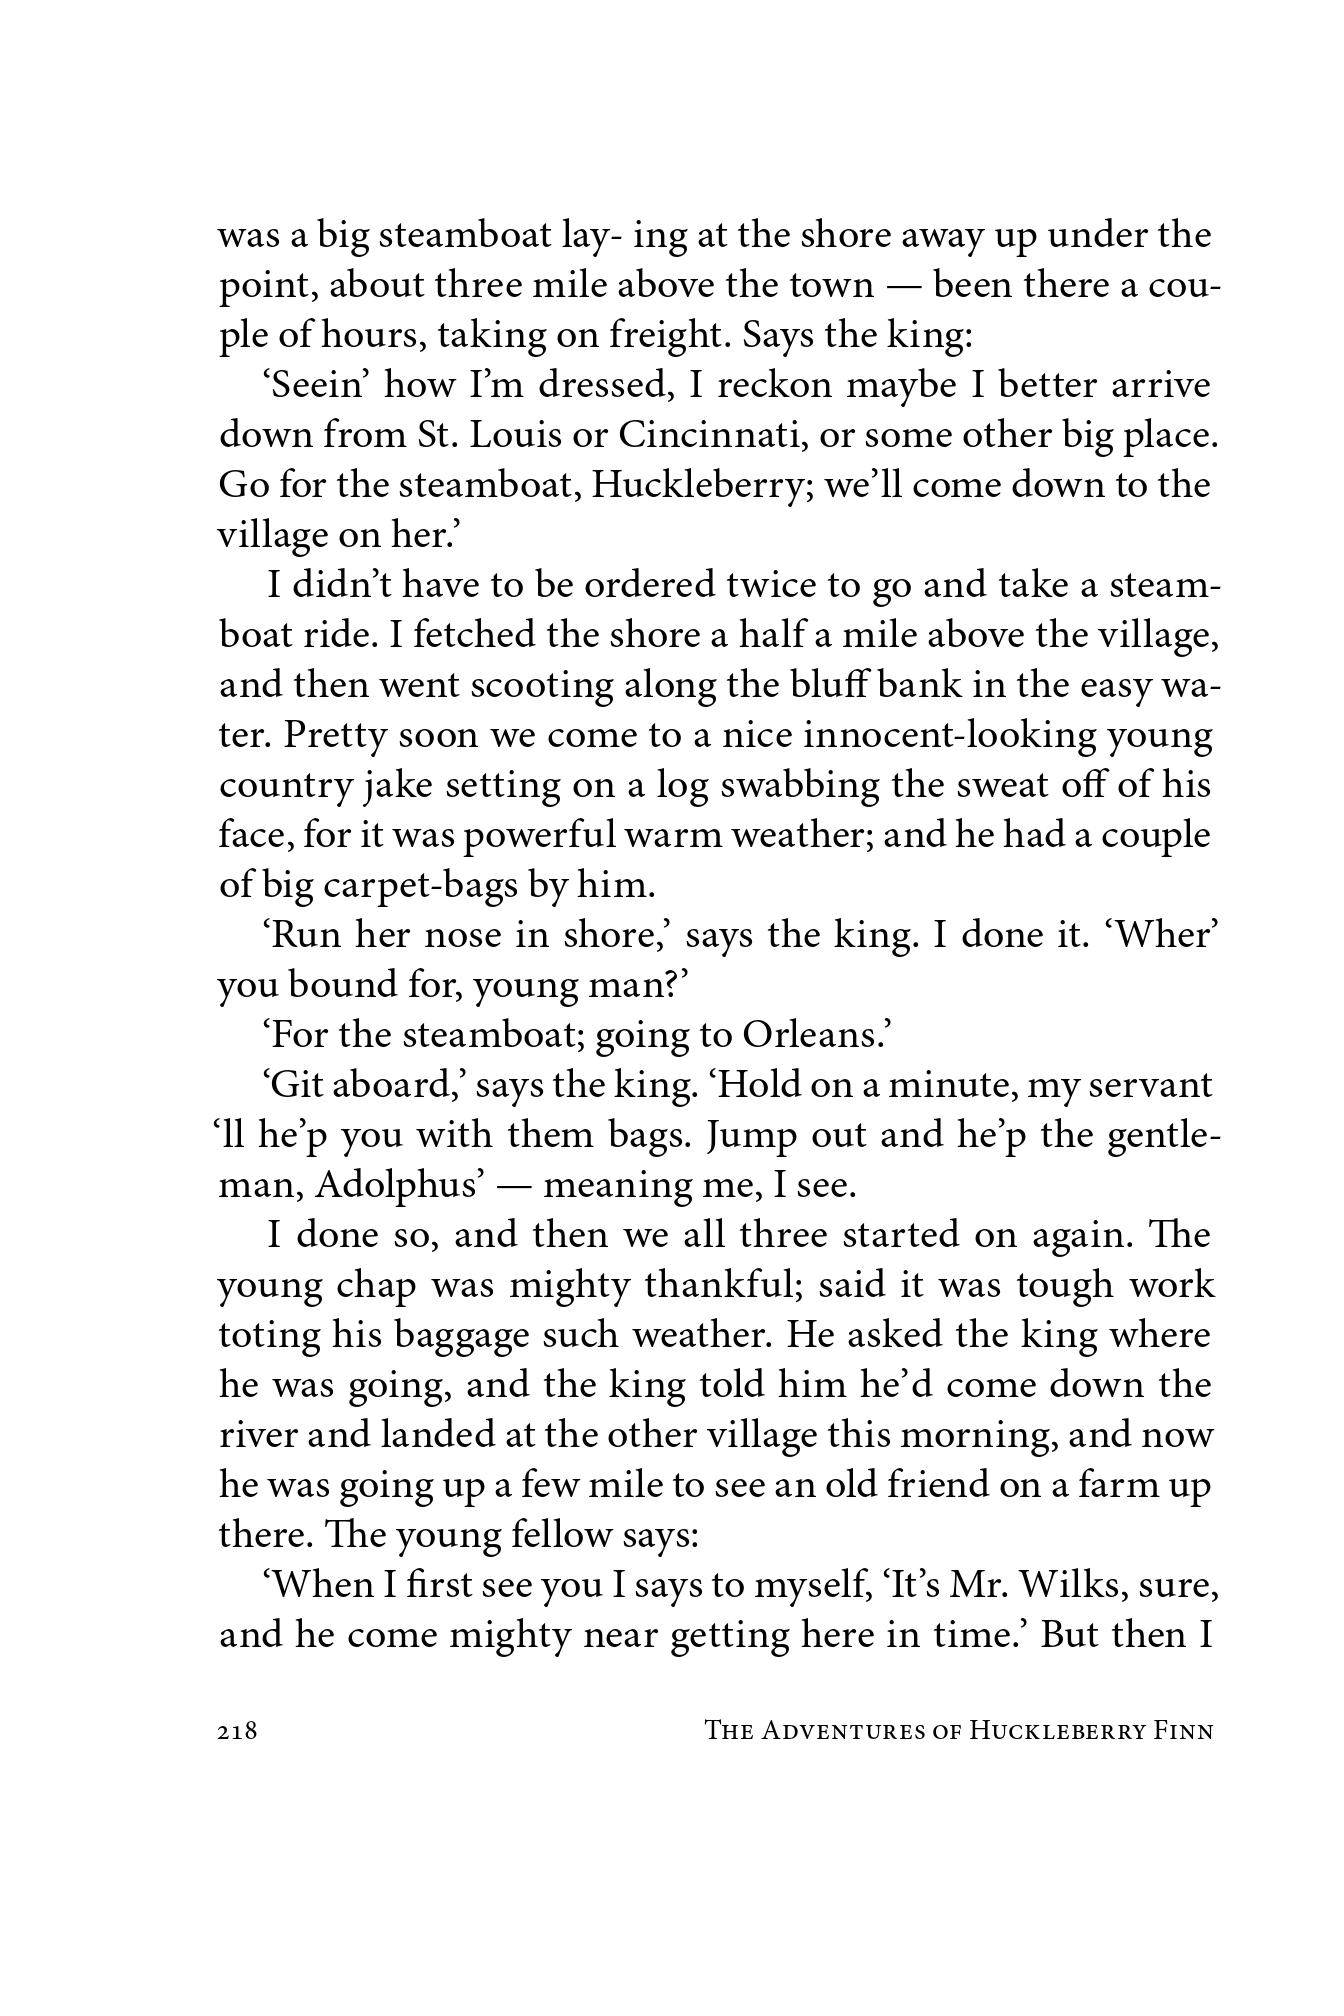 was a big steamboat lay- ing at the shore away up under the
point, about three mile above the town — been there a cou-
ple of hours, taking on freight. Says the king:
‘Seein’ how I’m dressed, I reckon maybe I better arrive
down from St. Louis or Cincinnati, or some other big place.
Go for the steamboat, Huckleberry; we’ll come down to the
village on her.’
I didn’t have to be ordered twice to go and take a steam-
boat ride. I fetched the shore a half a mile above the village,
and then went scooting along the bluff bank in the easy wa-
ter. Pretty soon we come to a nice innocent-looking young
country jake setting on a log swabbing the sweat off of his
face, for it was powerful warm weather; and he had a couple
of big carpet-bags by him.
‘Run her nose in shore,’ says the king. I done it. ‘Wher’
you bound for, young man?’
‘For the steamboat; going to Orleans.’
‘Git aboard,’ says the king. ‘Hold on a minute, my servant
‘ll he’p you with them bags. Jump out and he’p the gentle-
man, Adolphus’ — meaning me, I see.
I done so, and then we all three started on again. The
young chap was mighty thankful; said it was tough work
toting his baggage such weather. He asked the king where
he was going, and the king told him he’d come down the
river and landed at the other village this morning, and now
he was going up a few mile to see an old friend on a farm up
there. The young fellow says:
‘When I first see you I says to myself, ‘It’s Mr. Wilks, sure,
and he come mighty near getting here in time.’ But then I
218 The Adventures of Huckleberry Finn